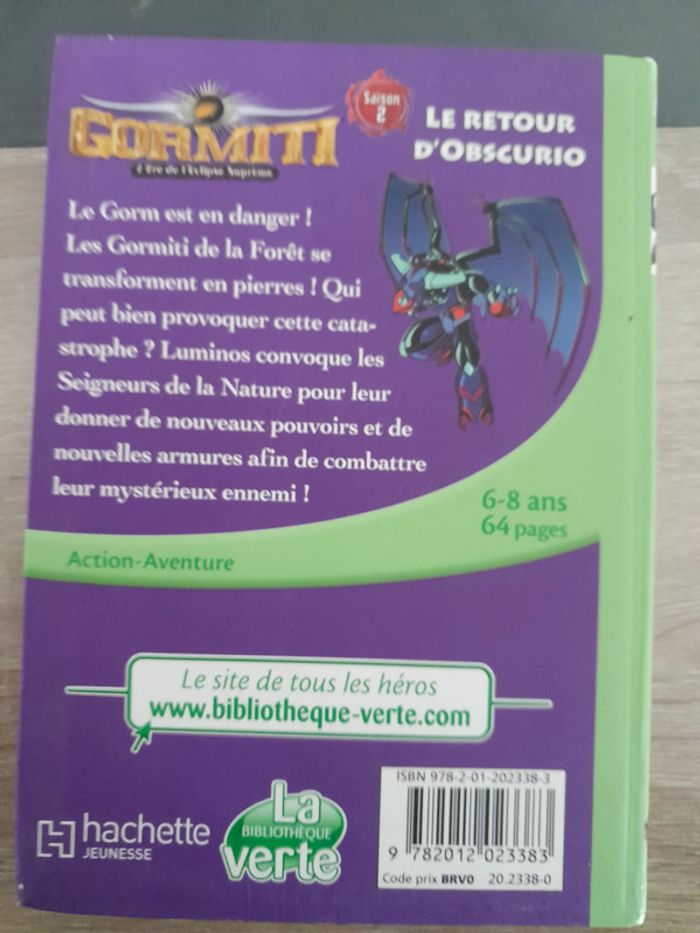 GORMITI
L'Ère de l'Eclipse Suprême
Saison
2
LE RETOUR
D'OBSCURIO
Le Gorm est en danger !
Les Gormiti de la Forêt se
transforment en pierres ! Qui
peut bien provoquer cette cata-
strophe ? Luminos convoque les
Seigneurs de la Nature pour leur
donner de nouveaux pouvoirs et de
nouvelles armures afin de combattre
leur mystérieux ennemi !
6-8 ans
64 pages
Action-Aventure
Le site de tous les héros
www.bibliotheque-verte.com
hachette
JEUNESSE
La
BIBLIOTHÈQUE
verte
ISBN 978-2-01-202338-3
9 782012 023383
Code prix BRV0 20.2338-0